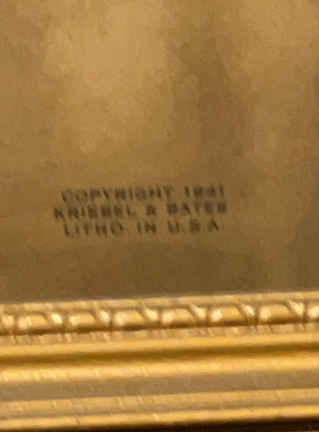 COPYRIGHT 1941
KRIEBEL & BATES
LITHO. IN U.S.A.